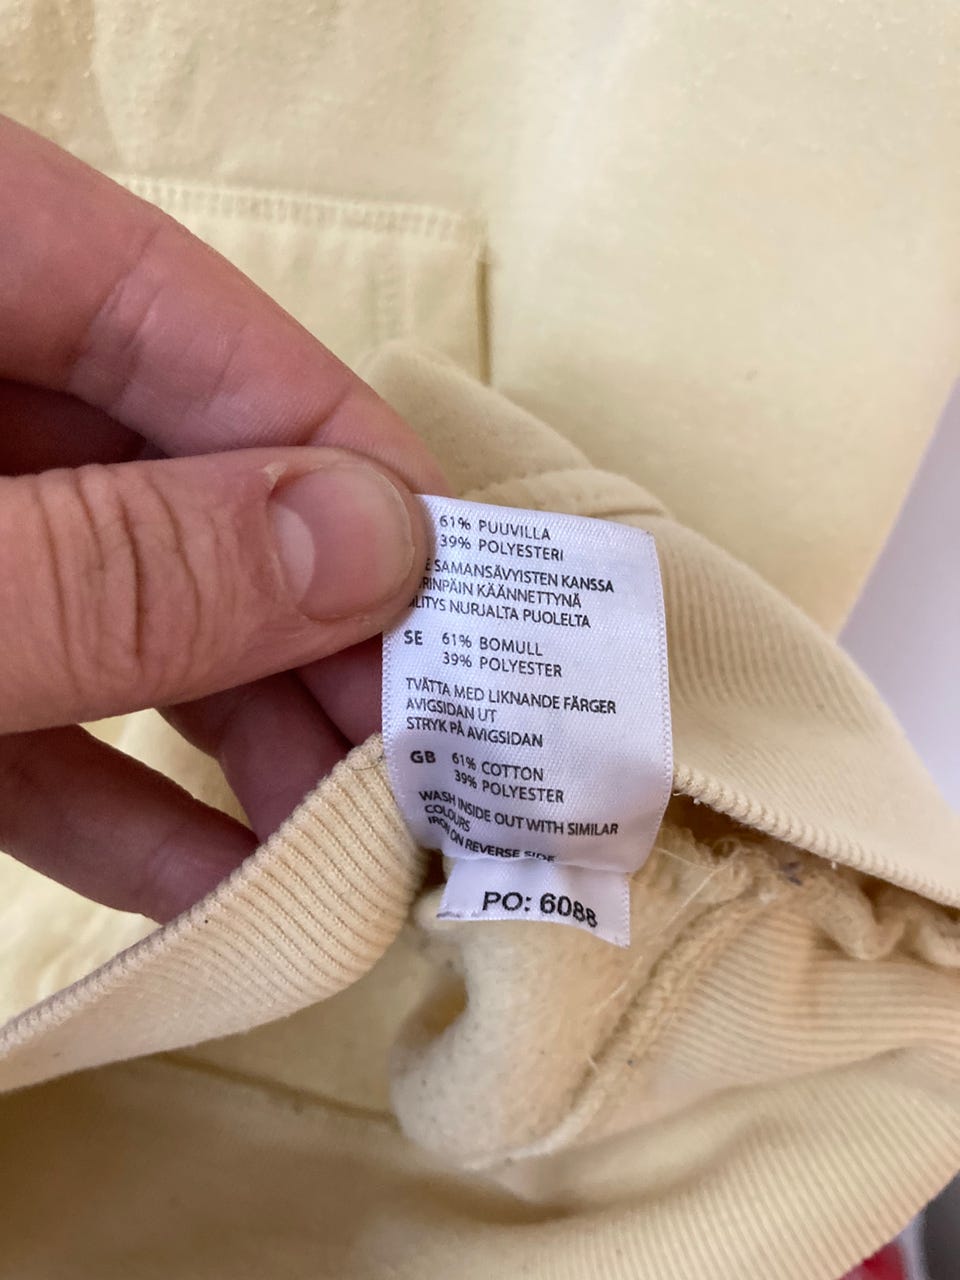 61% PUUVILLA
39% POLYESTERI
SAMANSÄVYISTEN KANSSA
KÄÄNNETTYNÄ
NURJALTA PUOLELTA
SE 61% BOMULL
39% POLYESTER
TVÄTTA MED LIKNANDE FÄRGER
AVIGSIDAN UT
STRYK PÅ AVIGSIDAN
GB 61% COTTON
39% POLYESTER
WASH INSIDE OUT WITH SIMILAR
COLOURS
IRON ON REVERSE SIDE
PO: 6088